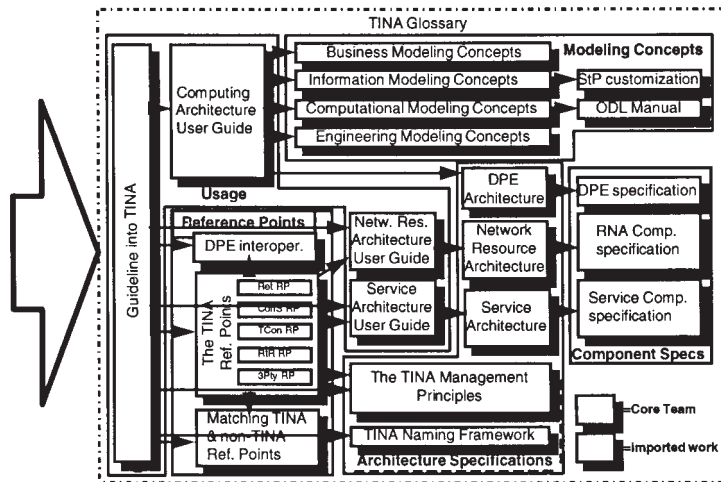 TINA Glossary
Business Modeling Concepts
Modeling Concepts
Information Modeling Concepts
StP customization
Computing
Architecture
User Guide
Computational Modeling Concepts
ODL Manual
Engineering Modeling Concepts
Usage
Guideline into TINA
DPE
Architecture
DPE specification
Reference Points
DPE interoper.
Netw. Res.
Architecture
User Guide
Network
Resource
Architecture
RNA Comp.
specification
The TINA
Ref. Points
Ret RP
ConS RP
TCon RP
RtR RP
3Pty RP
Service
Architecture
User Guide
Service
Architecture
Service Comp.
specification
Component Specs
The TINA Management
Principles
Matching TINA
& non-TINA
Ref. Points
TINA Naming Framework
Architecture Specifications
=Core Team
=imported work